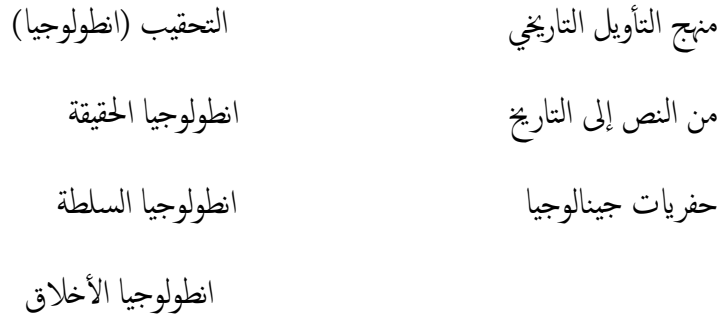 منهج التأويل التاريخي التحقيب (انطولوجيا)
من النص إلى التاريخ انطولوجيا الحقيقة
حفريات جينالوجيا انطولوجيا السلطة
انطولوجيا الأخلاق